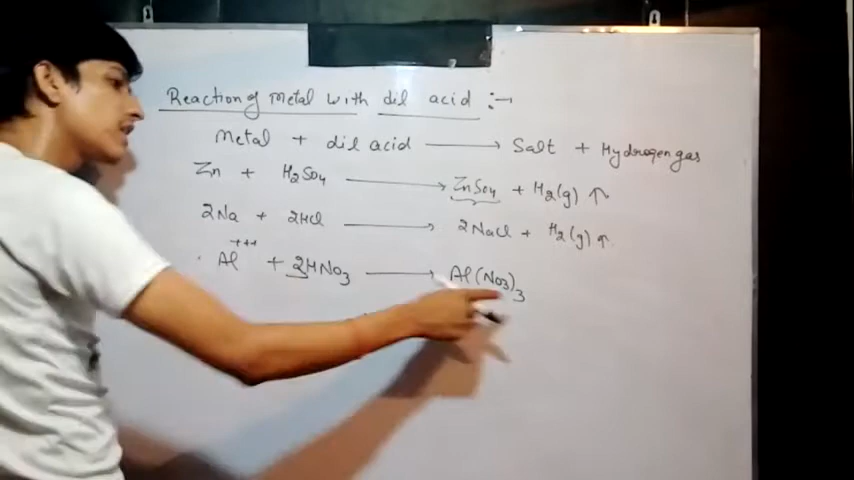 Reaction of Metal with dil acid :-
Metal + dil acid ⟶ Salt + Hydrogen gas
Zn + H₂SO₄ ⟶ ZnSO₄ + H₂(g) ↑
2Na + 2HCl ⟶ 2NaCl + H₂(g) ↑
Al⁺⁺⁺ + 2HNO₃ ⟶ Al(NO₃)₃